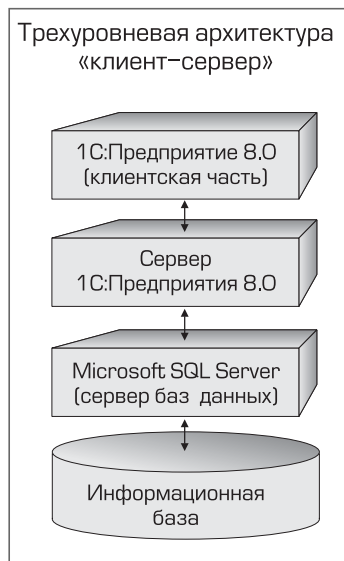 Трехуровневая архитектура
«клиент-сервер»
1С:Предприятие 8.0
(клиентская часть)
Сервер
1С:Предприятия 8.0
Microsoft SQL Server
(сервер баз данных)
Информационная
база